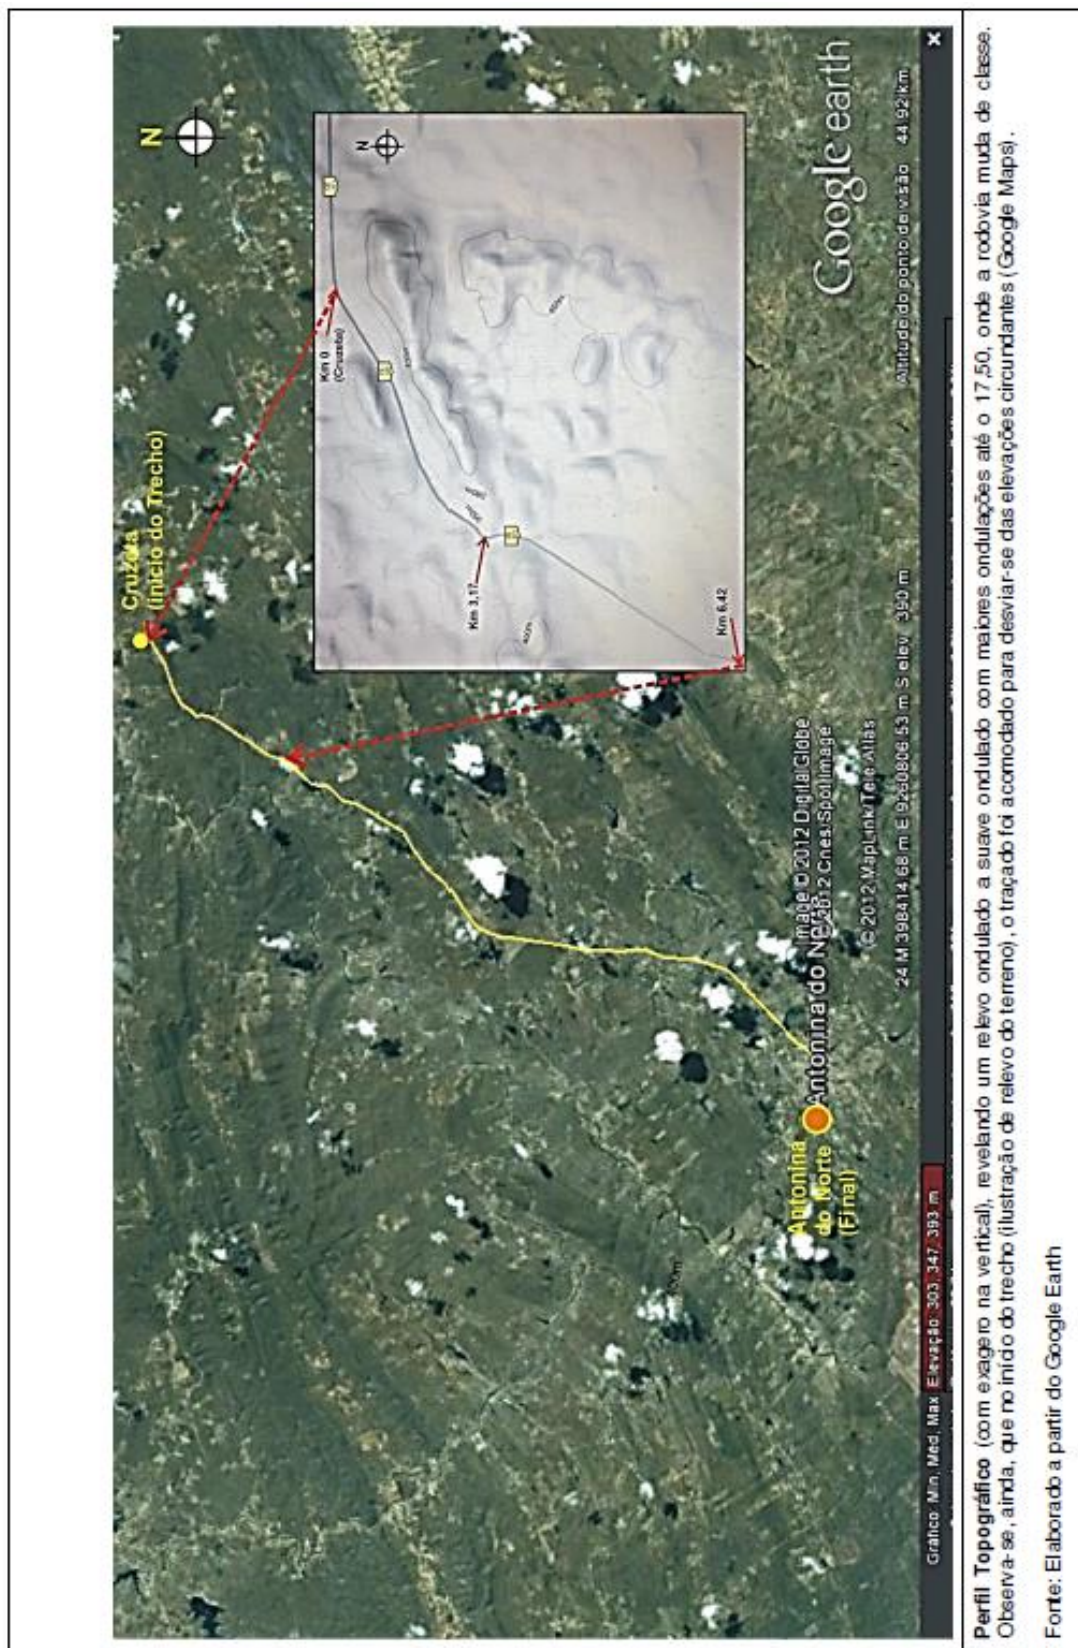 N
Cruzeta
(início do Trecho)
Km 0
(Cruzeta)
N
Km 3,17
400m
400m
Km 6,42
Antonina
do Norte
(Final)
Antonina do Norte
Image © 2012 DigitalGlobe
© 2012 Cnes/Spot Image
© 2012 MapLink/Tele Atlas
Google earth
24 M 398414.68 m E 9260806.53 m S elev 390 m Altitude do ponto de visão 44.92 km
Gráfico: Mín, Méd, Máx Elevação: 303, 347, 393 m
Perfil Topográfico (com exagero na vertical), revelando um relevo ondulado a suave ondulado com maiores ondulações até o 17,50, onde a rodovia muda de classe.
Observa-se, ainda, que no início do trecho (ilustração de relevo do terreno), o traçado foi acomodado para desviar-se das elevações circundantes (Google Maps).
Fonte: Elaborado a partir do Google Earth